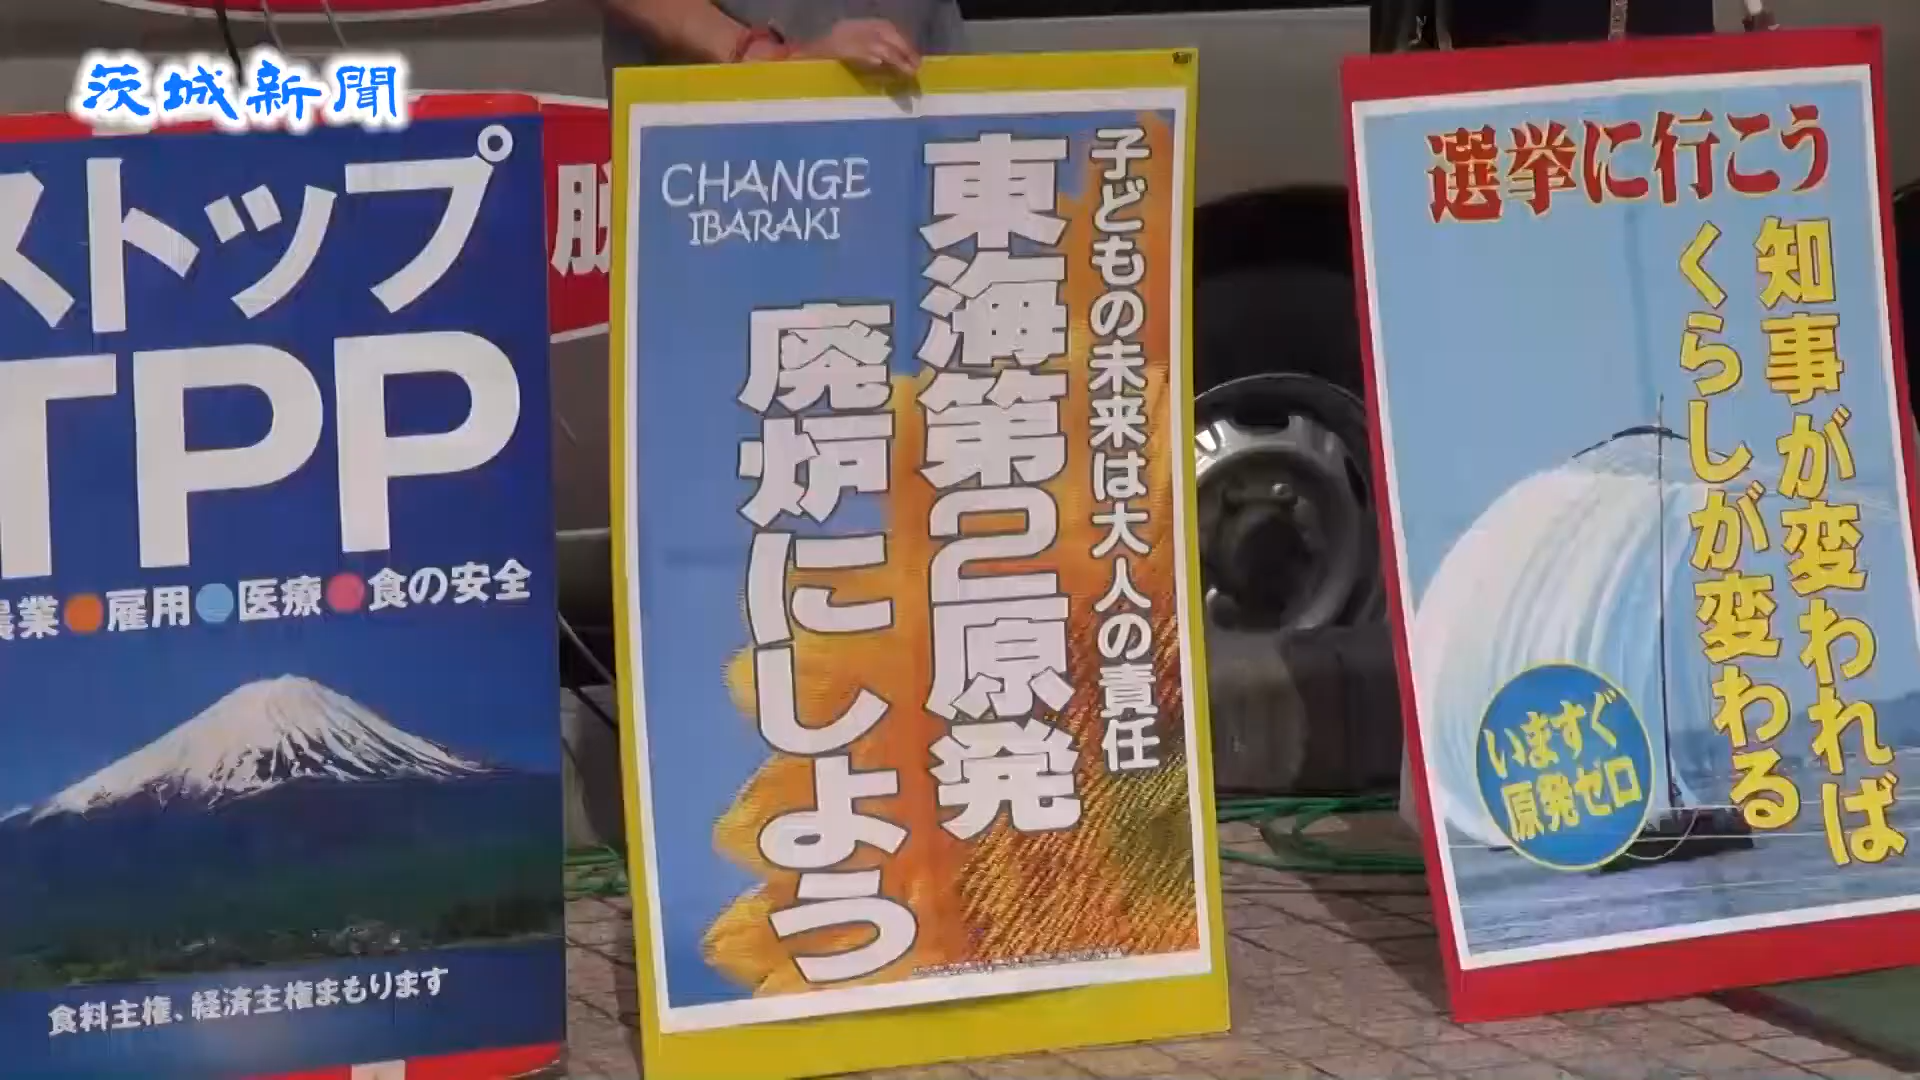 茨城新聞
ストップ
TPP
農業●雇用●医療●食の安全
食料主権、経済主権まもります
脱
CHANGE
IBARAKI
子どもの未来は大人の責任
東海第2原発
廃炉にしよう
選挙に行こう
知事が変われば
くらしが変わる
いますぐ
原発ゼロ